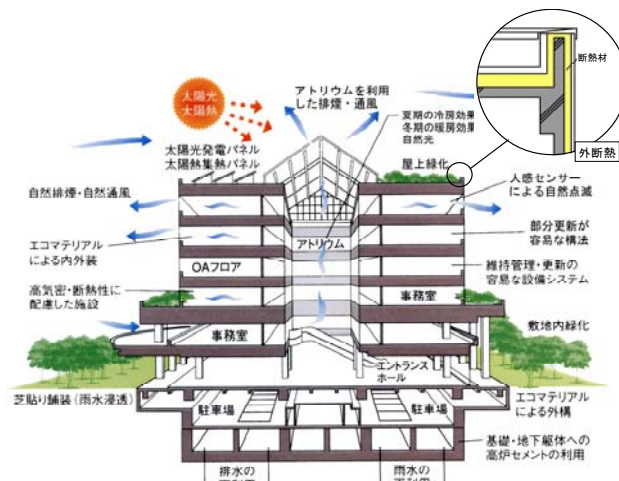 断熱材
外断熱
太陽光
太陽熱
アトリウムを利用
した排煙・通風
夏期の冷房効果
冬期の暖房効果
自然光
太陽光発電パネル
太陽熱集熱パネル
屋上緑化
人感センサー
による自然点滅
自然排煙・自然通風
部分更新が
容易な構法
エコマテリアル
による内外装
アトリウム
OAフロア
維持管理・更新の
容易な設備システム
高気密・断熱性に
配慮した施設
事務室
事務室
敷地内緑化
エントランス
ホール
芝貼り舗装（雨水浸透）
駐車場
駐車場
エコマテリアル
による外構
基礎・地下躯体への
高炉セメントの利用
排水の
雨水の